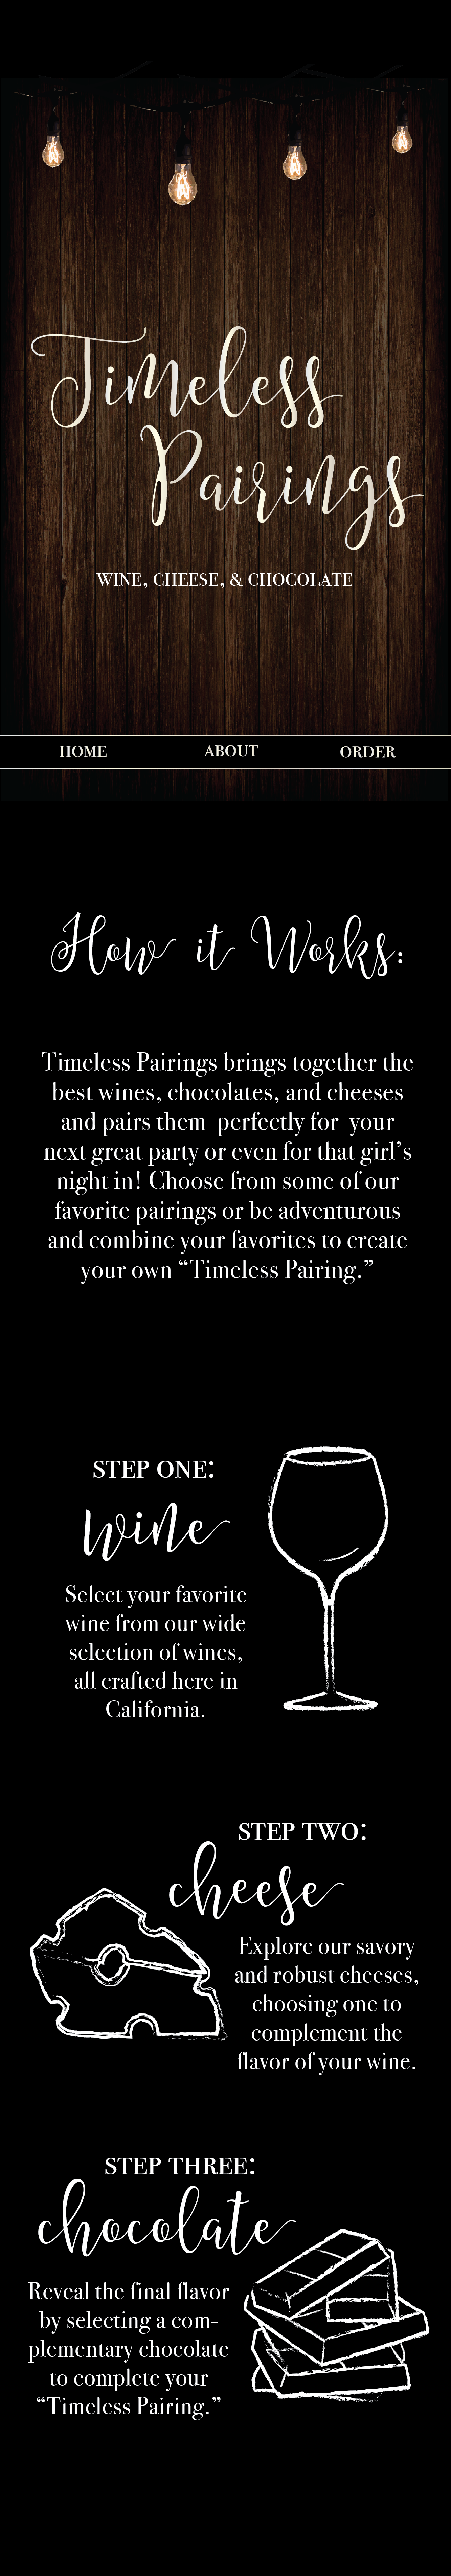 Timeless
Pairings
WINE, CHEESE, & CHOCOLATE
HOME ABOUT ORDER
How it Works:
Timeless Pairings brings together the
best wines, chocolates, and cheeses
and pairs them perfectly for your
next great party or even for that girl’s
night in! Choose from some of our
favorite pairings or be adventurous
and combine your favorites to create
your own “Timeless Pairing.”
STEP ONE:
wine
Select your favorite
wine from our wide
selection of wines,
all crafted here in
California.
STEP TWO:
cheese
Explore our savory
and robust cheeses,
choosing one to
complement the
flavor of your wine.
STEP THREE:
chocolate
Reveal the final flavor
by selecting a com-
plementary chocolate
to complete your
“Timeless Pairing.”